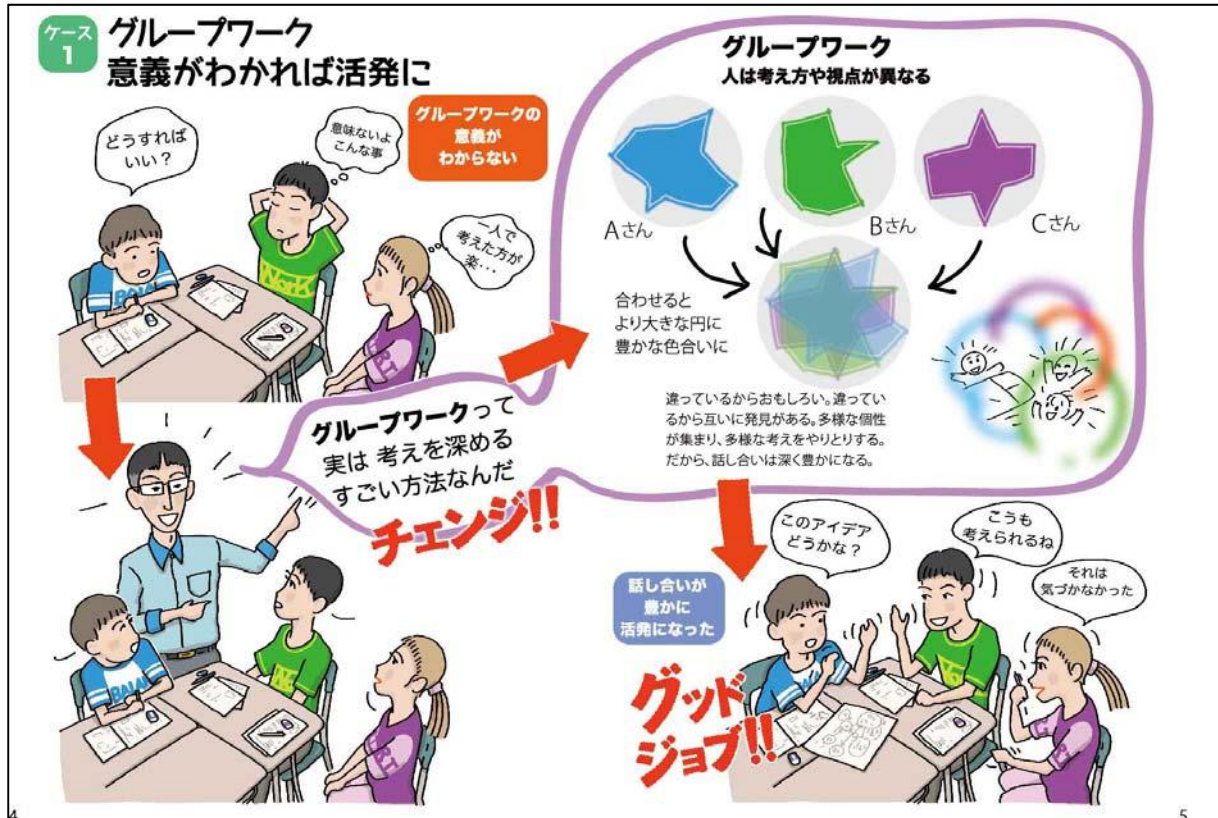 ケース
1
グループワーク
意義がわかれば活発に
どうすれば
いい？
意味ないよ
こんな事
グループワークの
意義が
わからない
一人で
考えた方が
楽…
グループワークって
実は 考えを深める
すごい方法なんだ
チェンジ!!
グループワーク
人は考え方や視点が異なる
Aさん
Bさん
Cさん
合わせると
より大きな円に
豊かな色合いに
違っているからおもしろい。違ってい
るから互いに発見がある。多様な個性
が集まり、多様な考えをやりとりする。
だから、話し合いは深く豊かになる。
このアイデア
どうかな？
こうも
考えられるね
それは
気づかなかった
話し合いが
豊かに
活発になった
グッド
ジョブ!!
4
5